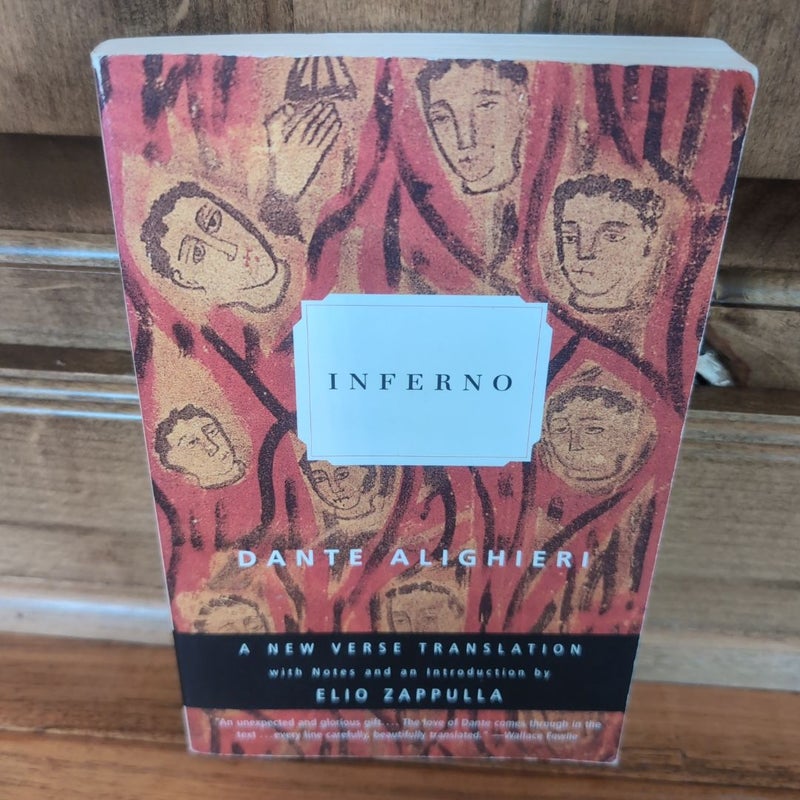 INFERNO
DANTE ALIGHIERI
A NEW VERSE TRANSLATION
with Notes and an Introduction by
ELIO ZAPPULLA
"An unexpected and glorious gift.... The love of Dante comes through in the
text ...every line carefully, beautifully translated." —Wallace Fowlie